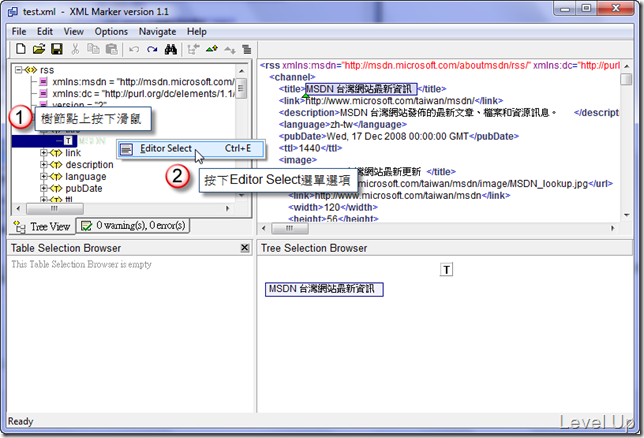 test.xml - XML Marker version 1.1
File Edit View Options Navigate Help
rss
xmlns:msdn = "http://msdn.microsoft.com/
xmlns:dc = "http://purl.org/dc/elements/1.1/
version = "2"
1 樹節點上按下滑鼠
T
Editor Select Ctrl+E
2 按下Editor Select選單選項
link
description
language
pubDate
ttl
Tree View
0 warning(s), 0 error(s)
<rss xmlns:msdn="http://msdn.microsoft.com/aboutmsdn/rss/" xmlns:dc="http://purl
<channel>
<title>MSDN 台灣網站最新資訊 </title>
<link>http://www.microsoft.com/taiwan/msdn/</link>
<description>MSDN 台灣網站發佈的最新文章、檔案和資源訊息。 </description>
<language>zh-tw</language>
<pubDate>Wed, 17 Dec 2008 00:00:00 GMT</pubDate>
<ttl>1440</ttl>
<image>
台灣網站最新更新 </title>
microsoft.com/taiwan/msdn/image/MSDN_lookup.jpg</url>
<link>http://www.microsoft.com/taiwan/msdn</link>
<width>120</width>
<height>56</height>
Table Selection Browser
This Table Selection Browser is empty
Tree Selection Browser
T
MSDN 台灣網站最新資訊
Ready
Level Up